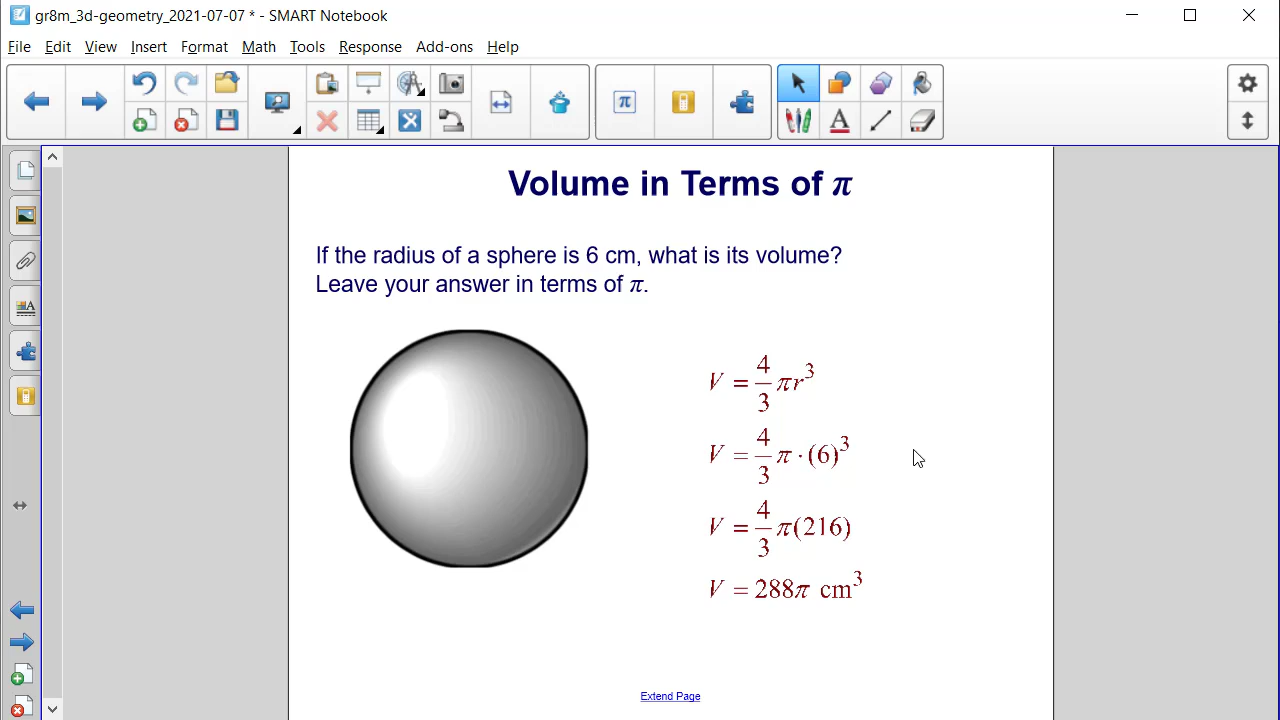 gr8m_3d-geometry_2021-07-07 * - SMART Notebook
File Edit View Insert Format Math Tools Response Add-ons Help
Volume in Terms of π
If the radius of a sphere is 6 cm, what is its volume?
Leave your answer in terms of π.
V = 4/3 πr³
V = 4/3 π · (6)³
V = 4/3 π(216)
V = 288π cm³
Extend Page